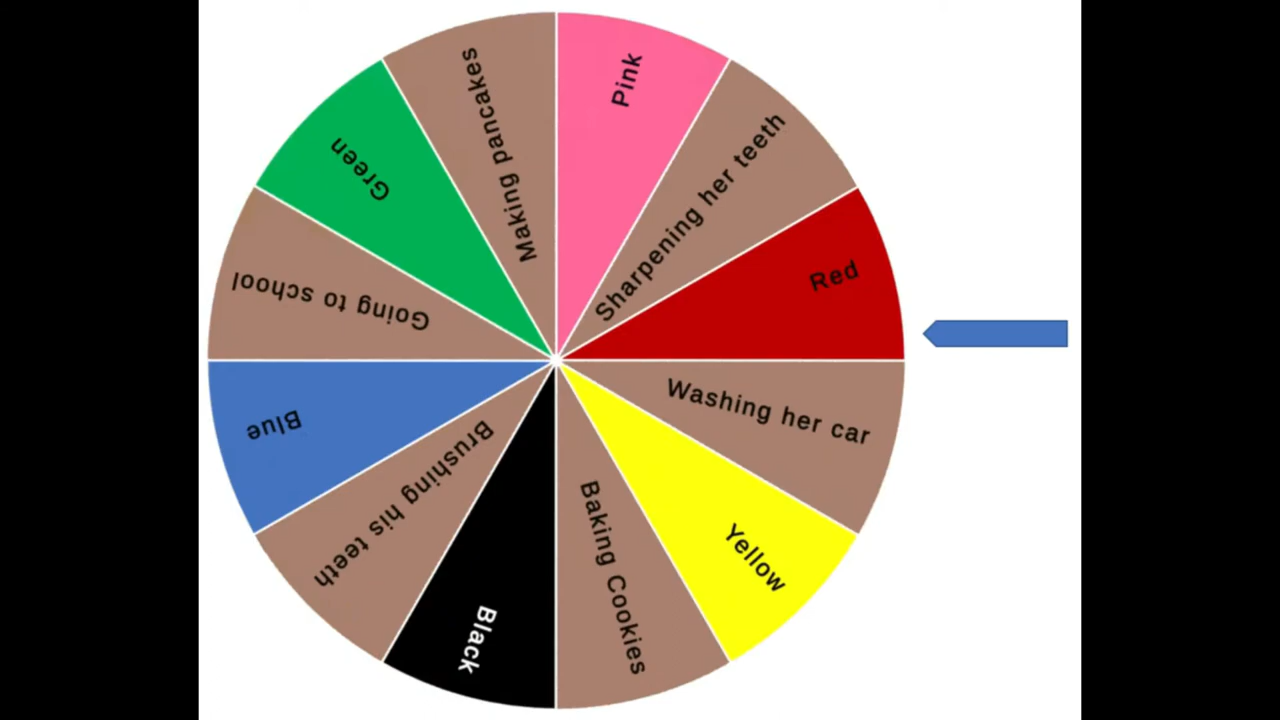 Pink
Sharpening her teeth
Red
Washing her car
Yellow
Baking Cookies
Black
Brushing his teeth
Blue
Going to school
Green
Making pancakes